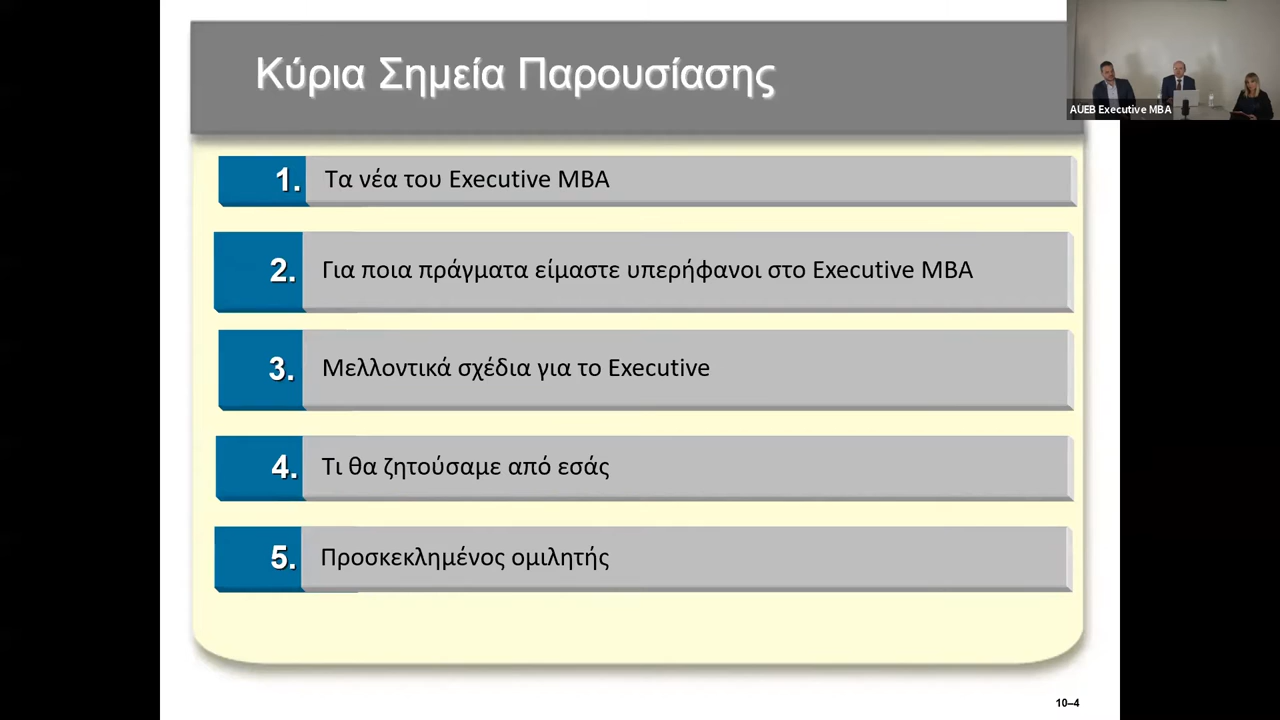 Κύρια Σημεία Παρουσίασης
AUEB Executive MBA
1. Τα νέα του Executive MBA
2. Για ποια πράγματα είμαστε υπερήφανοι στο Executive MBA
3. Μελλοντικά σχέδια για το Executive
4. Τι θα ζητούσαμε από εσάς
5. Προσκεκλημένος ομιλητής
10–4